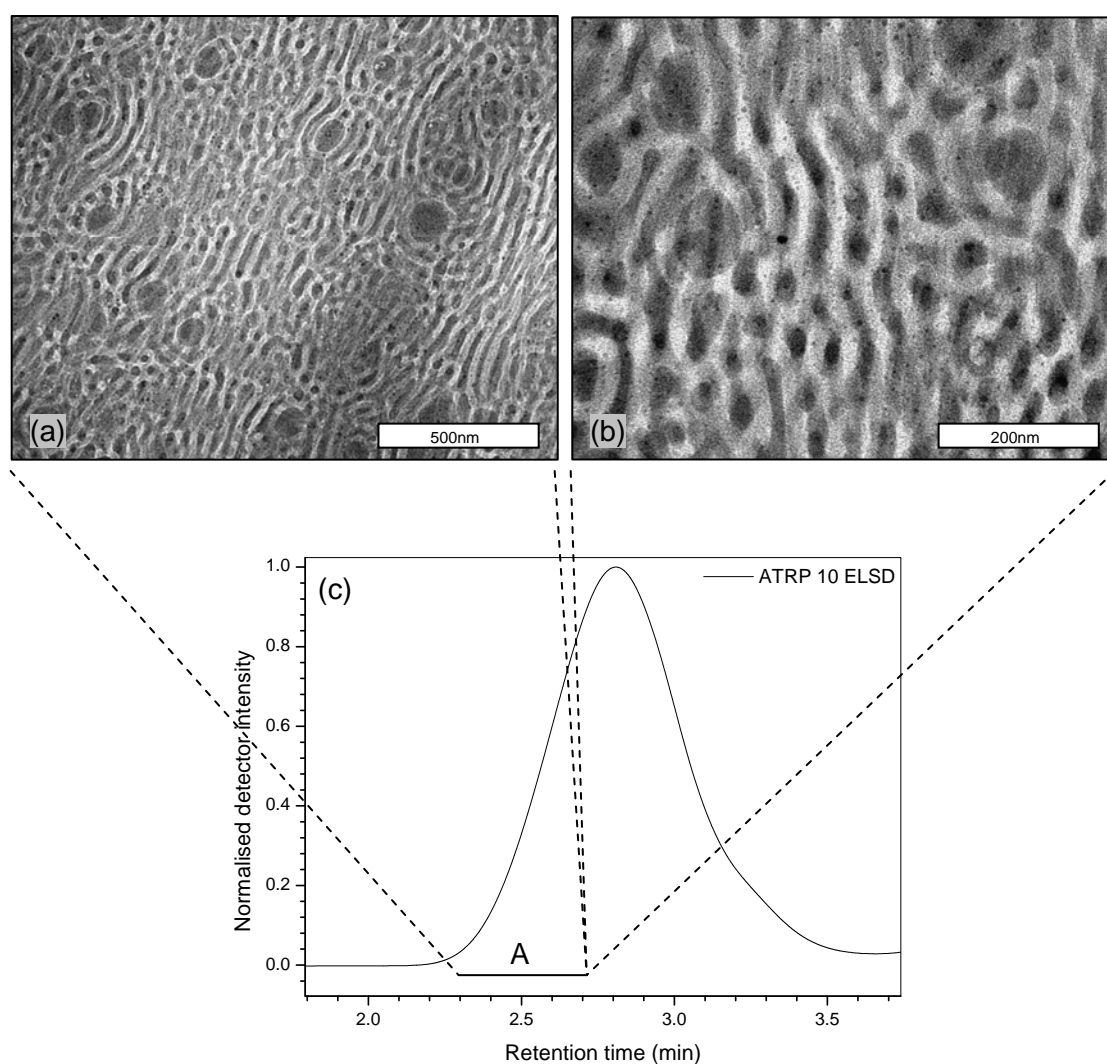 (a)
500nm
(b)
200nm
(c)
ATRP 10 ELSD
Normalised detector intensity
1.0
0.8
0.6
0.4
0.2
0.0
A
2.0 2.5 3.0 3.5
Retention time (min)